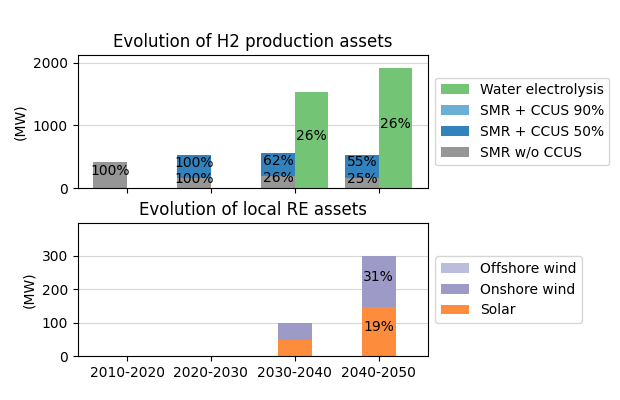 Evolution of H2 production assets
(MW)
2000
1000
0
100%
100%
100%
62%
26%
26%
55%
25%
26%
Water electrolysis
SMR + CCUS 90%
SMR + CCUS 50%
SMR w/o CCUS
Evolution of local RE assets
(MW)
300
200
100
0
31%
19%
2010-2020
2020-2030
2030-2040
2040-2050
Offshore wind
Onshore wind
Solar